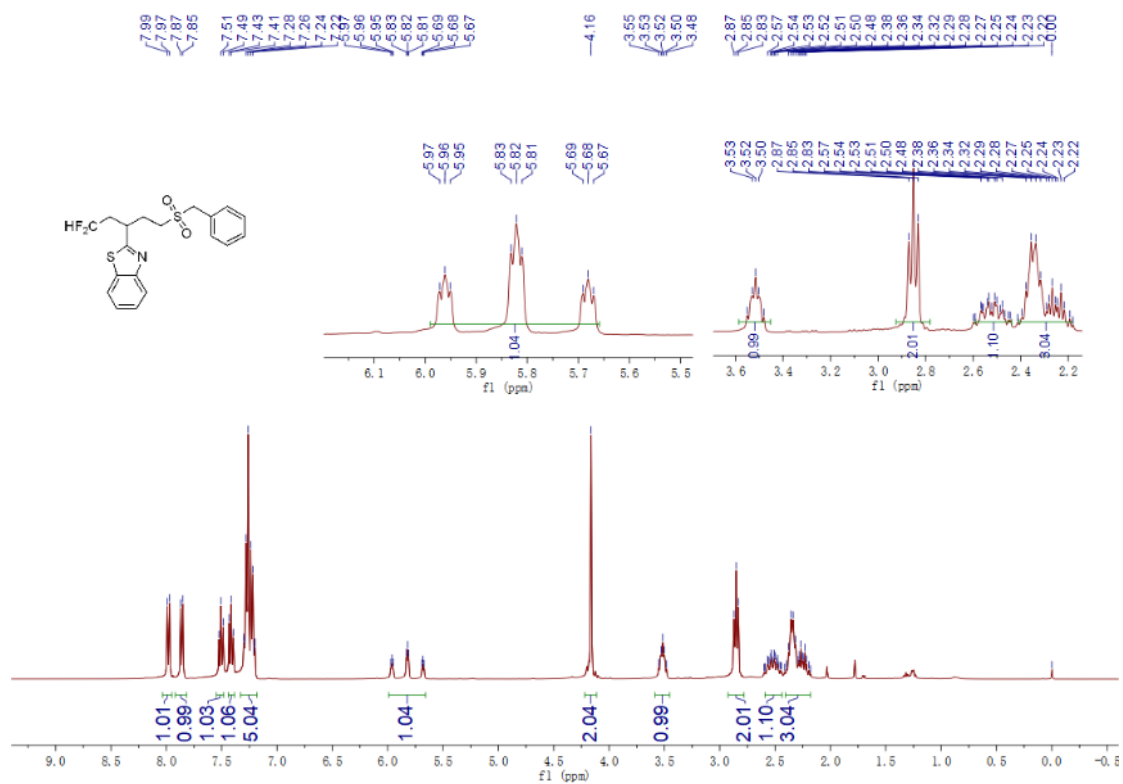 7.99 7.97 7.87 7.85 7.51 7.49 7.43 7.41 7.28 7.26 7.24 7.22 5.97 5.96 5.95 5.83 5.82 5.81 5.69 5.68 5.67 4.16 3.55 3.53 3.52 3.50 3.48 2.87 2.85 2.83 2.57 2.54 2.53 2.52 2.51 2.50 2.48 2.38 2.36 2.34 2.32 2.29 2.28 2.27 2.25 2.24 2.23 2.22 0.00
5.97 5.96 5.95 5.83 5.82 5.81 5.69 5.68 5.67
3.53 3.52 3.50 2.87 2.85 2.83 2.57 2.54 2.53 2.51 2.50 2.48 2.38 2.36 2.34 2.32 2.29 2.28 2.27 2.25 2.24 2.23 2.22
O
HF₂C S
O
S N
1.04
6.1 6.0 5.9 5.8 5.7 5.6 5.5
f1 (ppm)
0.99 2.01 1.10 3.04
3.6 3.4 3.2 3.0 2.8 2.6 2.4 2.2
f1 (ppm)
1.01 0.99 1.03 1.06 5.04 1.04 2.04 0.99 2.01 1.10 3.04
9.0 8.5 8.0 7.5 7.0 6.5 6.0 5.5 5.0 4.5 4.0 3.5 3.0 2.5 2.0 1.5 1.0 0.5 0.0 -0.5
f1 (ppm)